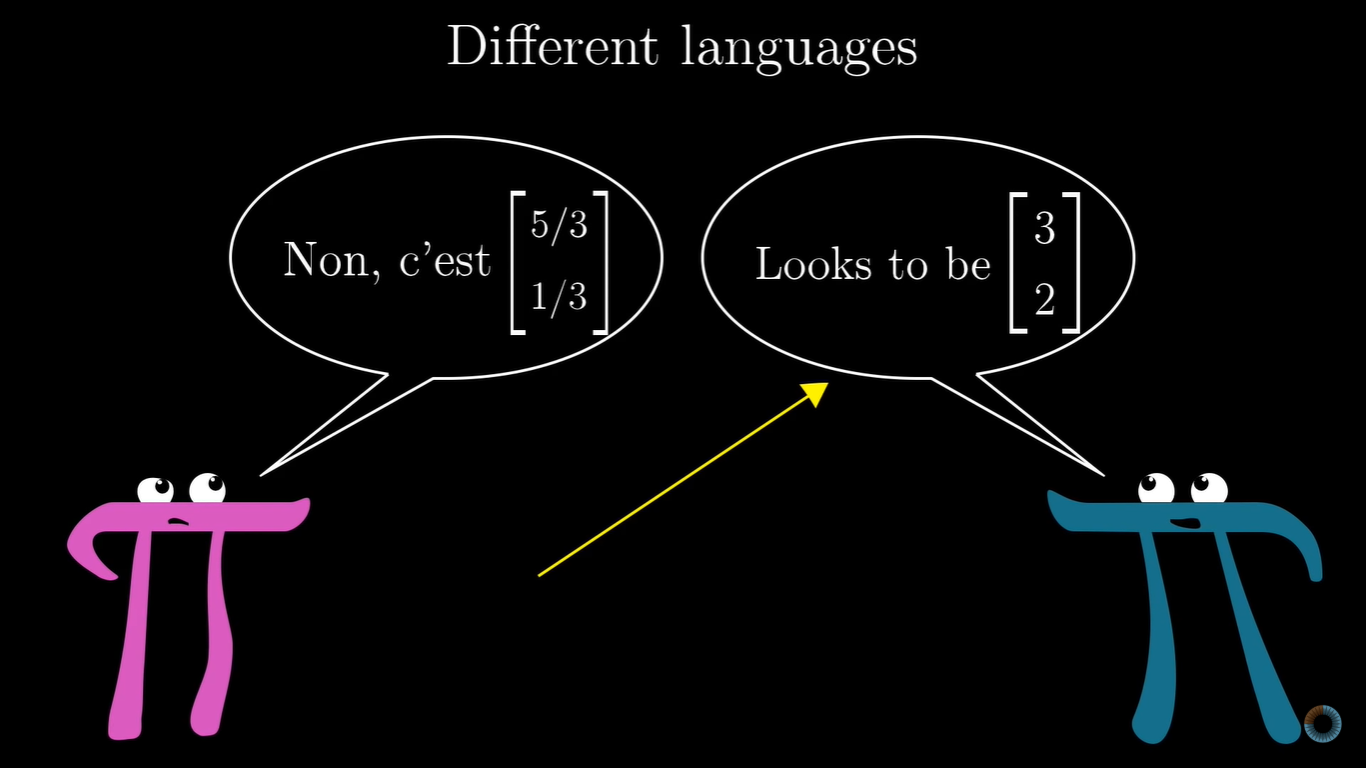 Different languages
Non, c'est [5/3 1/3]
Looks to be [3 2]